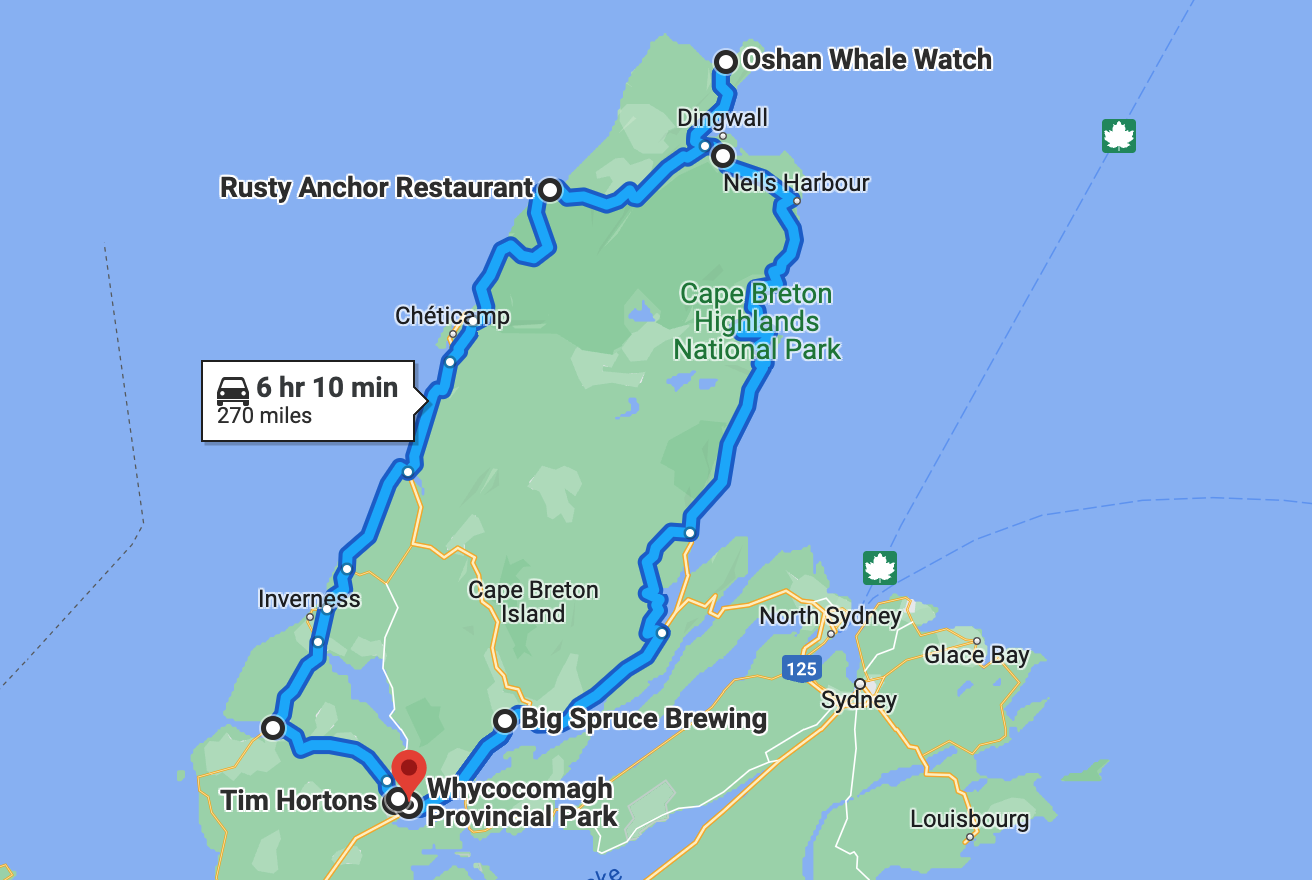 Oshan Whale Watch
Dingwall
Rusty Anchor Restaurant
Neils Harbour
Cape Breton
Highlands
National Park
Chéticamp
6 hr 10 min
270 miles
Cape Breton
Island
Inverness
North Sydney
Glace Bay
125
Sydney
Big Spruce Brewing
Tim Hortons
Whycocomagh
Provincial Park
Louisbourg